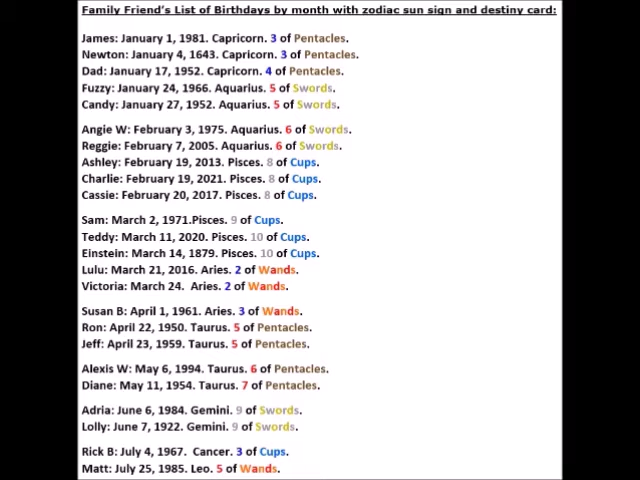 Family Friend's List of Birthdays by month with zodiac sun sign and destiny card:
James: January 1, 1981. Capricorn. 3 of Pentacles.
Newton: January 4, 1643. Capricorn. 3 of Pentacles.
Dad: January 17, 1952. Capricorn. 4 of Pentacles.
Fuzzy: January 24, 1966. Aquarius. 5 of Swords.
Candy: January 27, 1952. Aquarius. 5 of Swords.
Angie W: February 3, 1975. Aquarius. 6 of Swords.
Reggie: February 7, 2005. Aquarius. 6 of Swords.
Ashley: February 19, 2013. Pisces. 8 of Cups.
Charlie: February 19, 2021. Pisces. 8 of Cups.
Cassie: February 20, 2017. Pisces. 8 of Cups.
Sam: March 2, 1971.Pisces. 9 of Cups.
Teddy: March 11, 2020. Pisces. 10 of Cups.
Einstein: March 14, 1879. Pisces. 10 of Cups.
Lulu: March 21, 2016. Aries. 2 of Wands.
Victoria: March 24.  Aries. 2 of Wands.
Susan B: April 1, 1961. Aries. 3 of Wands.
Ron: April 22, 1950. Taurus. 5 of Pentacles.
Jeff: April 23, 1959. Taurus. 5 of Pentacles.
Alexis W: May 6, 1994. Taurus. 6 of Pentacles.
Diane: May 11, 1954. Taurus. 7 of Pentacles.
Adria: June 6, 1984. Gemini. 9 of Swords.
Lolly: June 7, 1922. Gemini. 9 of Swords.
Rick B: July 4, 1967.  Cancer. 3 of Cups.
Matt: July 25, 1985. Leo. 5 of Wands.